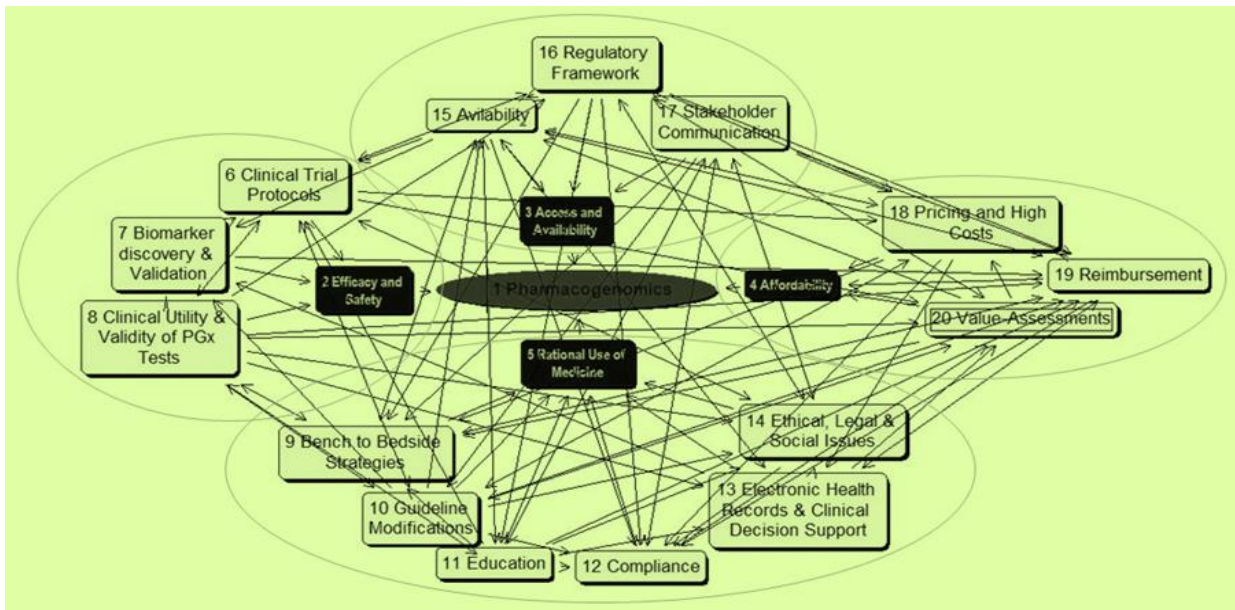 16 Regulatory
Framework
15 Avilability
17 Stakeholder
Communication
6 Clinical Trial
Protocols
3 Access and
Availability
18 Pricing and High
Costs
7 Biomarker
discovery & Validation
2 Efficacy and
Safety
1 Pharmacogenomics
4 Affordability
19 Reimbursement
8 Clinical Utility &
Validity of PGx
Tests
20 Value-Assessments
5 Rational Use of
Medicine
9 Bench to Bedside
Strategies
14 Ethical, Legal &
Social Issues
10 Guideline
Modifications
13 Electronic Health
Records & Clinical
Decision Support
11 Education
12 Compliance